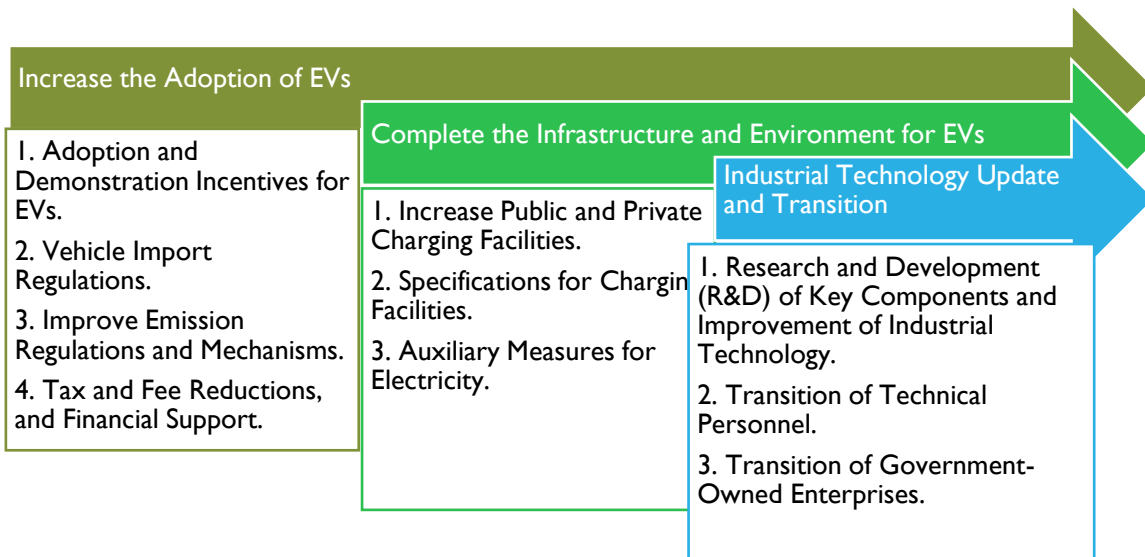 Increase the Adoption of EVs
1. Adoption and
Demonstration Incentives for
EVs.
2. Vehicle Import
Regulations.
3. Improve Emission
Regulations and Mechanisms.
4. Tax and Fee Reductions,
and Financial Support.
Complete the Infrastructure and Environment for EVs
1. Increase Public and Private
Charging Facilities.
2. Specifications for Chargin
Facilities.
3. Auxiliary Measures for
Electricity.
Industrial Technology Update
and Transition
1. Research and Development
(R&D) of Key Components and
Improvement of Industrial
Technology.
2. Transition of Technical
Personnel.
3. Transition of Government-
Owned Enterprises.